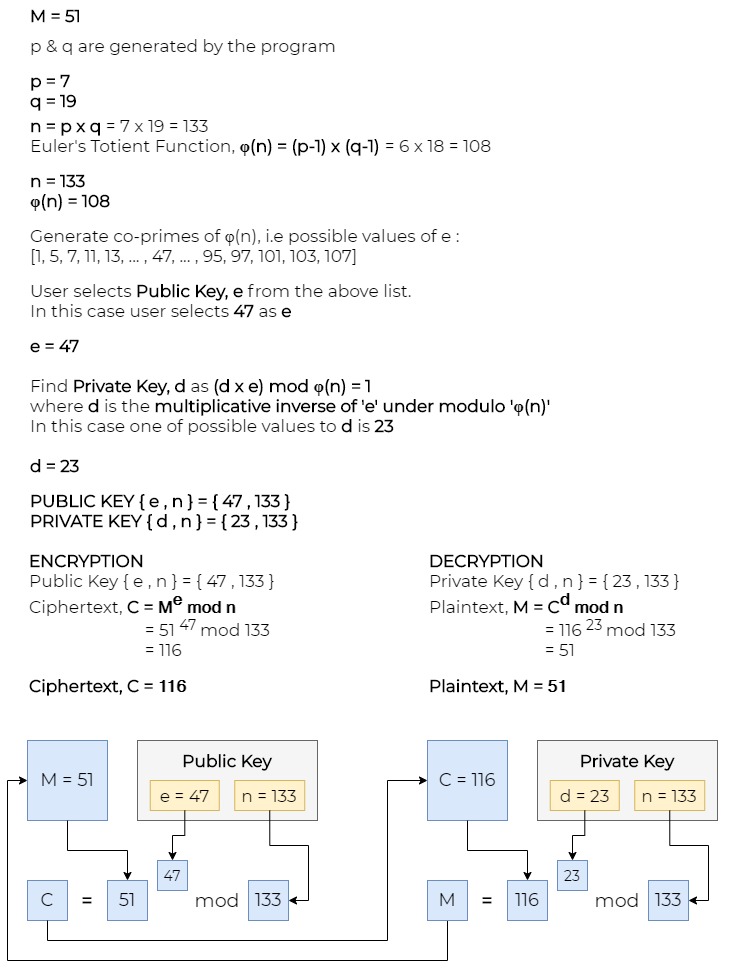 M = 51
p & q are generated by the program
p = 7
q = 19
n = p x q = 7 x 19 = 133
Euler's Totient Function, φ(n) = (p-1) x (q-1) = 6 x 18 = 108
n = 133
φ(n) = 108
Generate co-primes of φ(n), i.e possible values of e :
[1, 5, 7, 11, 13, ... , 47, ... , 95, 97, 101, 103, 107]
User selects Public Key, e from the above list.
In this case user selects 47 as e
e = 47
Find Private Key, d as (d x e) mod φ(n) = 1
where d is the multiplicative inverse of 'e' under modulo 'φ(n)'
In this case one of possible values to d is 23
d = 23
PUBLIC KEY { e , n } = { 47 , 133 }
PRIVATE KEY { d , n } = { 23 , 133 }
ENCRYPTION
Public Key { e , n } = { 47 , 133 }
Ciphertext, C = M^e mod n
= 51 ^47 mod 133
= 116
Ciphertext, C = 116
DECRYPTION
Private Key { d , n } = { 23 , 133 }
Plaintext, M = C^d mod n
= 116 ^23 mod 133
= 51
Plaintext, M = 51
M = 51
Public Key
e = 47
n = 133
47
C = 51 mod 133
C = 116
Private Key
d = 23
n = 133
23
M = 116 mod 133